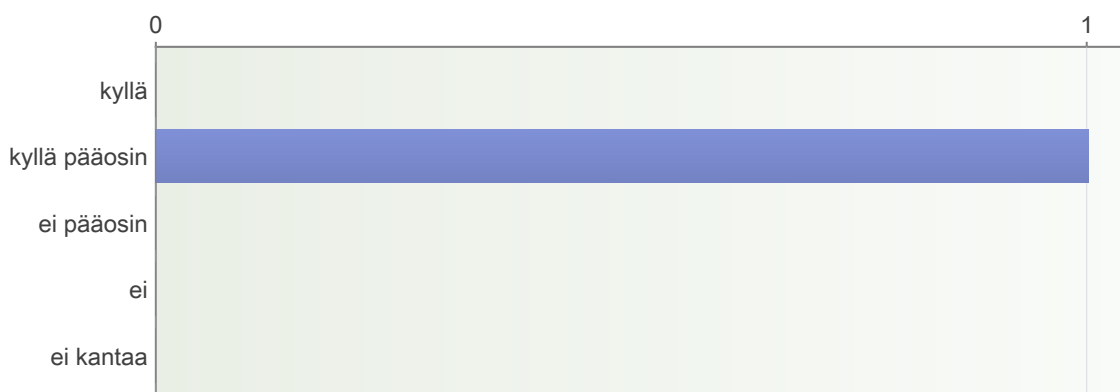 0 1
kyllä
kyllä pääosin
ei pääosin
ei
ei kantaa